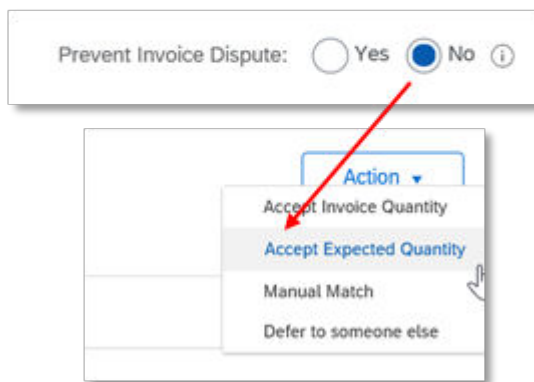 Prevent Invoice Dispute: Yes No
Action
Accept Invoice Quantity
Accept Expected Quantity
Manual Match
Defer to someone else